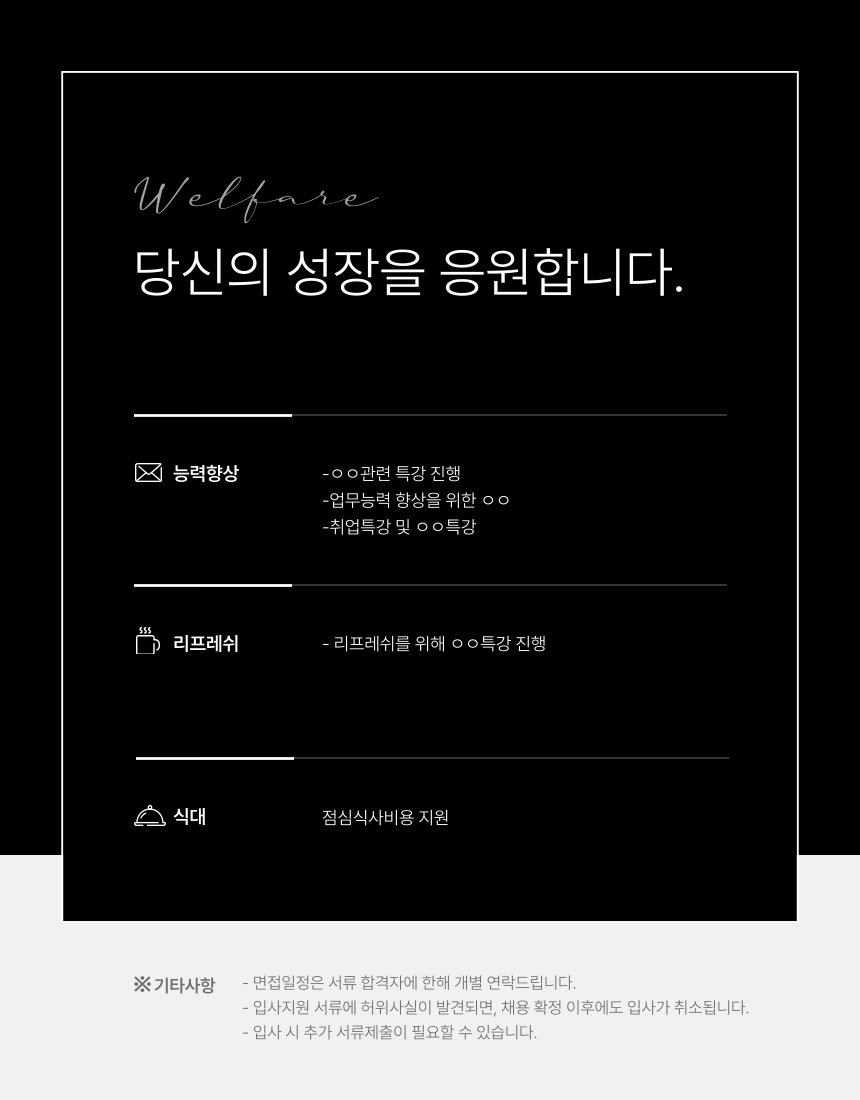 Welfare
당신의 성장을 응원합니다.
능력향상
-ㅇㅇ관련 특강 진행
-업무능력 향상을 위한 ㅇㅇ
-취업특강 및 ㅇㅇ특강
리프레쉬
- 리프레쉬를 위해 ㅇㅇ특강 진행
식대
점심식사비용 지원
※기타사항
- 면접일정은 서류 합격자에 한해 개별 연락드립니다.
- 입사지원 서류에 허위사실이 발견되면, 채용 확정 이후에도 입사가 취소됩니다.
- 입사 시 추가 서류제출이 필요할 수 있습니다.